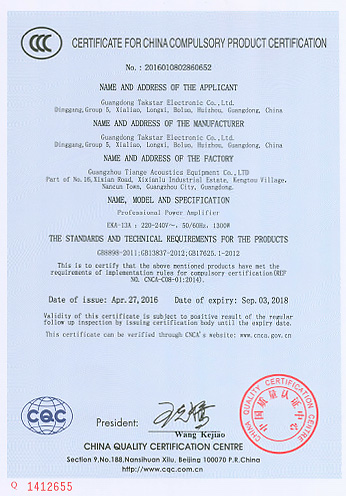 CCC
CERTIFICATE FOR CHINA COMPULSORY PRODUCT CERTIFICATION
No.: 2016010802860652
NAME AND ADDRESS OF THE APPLICANT
Guangdong Takstar Electronic Co.,Ltd.
Dinggang,Group 5, Xialiao, Longxi, Boluo, Huizhou, Guangdong, China
NAME AND ADDRESS OF THE MANUFACTURER
Guangdong Takstar Electronic Co.,Ltd.
Dinggang,Group 5, Xialiao, Longxi, Boluo, Huizhou, Guangdong, China
NAME AND ADDRESS OF THE FACTORY
Guangzhou Tiange Acoustics Equipment Co.,LTD
Part of No.16,Xixian Road, Xixianlu Industrial Estate, Kengtou Village,
Nancun Town, Guangzhou City, Guangdong.
NAME, MODEL AND SPECIFICATION
Professional Power Amplifier
EKA-13A : 220-240V~, 50/60Hz, 1300W
THE STANDARDS AND TECHNICAL REQUIREMENTS FOR THE PRODUCTS
GB8898-2011;GB13837-2012;GB17625.1-2012
This is to certify that the above mentioned products have met the
requirements of implementation rules for compulsory certification(REF
NO. CNCA-C08-01:2014).
Date of issue: Apr.27,2016 Date of expiry: Sep.03,2018
Validity of this certificate is subject to positive result of the regular
follow up inspection by issuing certification body until the expiry date.
This certificate can be verified through CNCA's website: www.cnca.gov.cn
CQC
CHINA QUALITY CERTIFICATION CENTRE
中国质量认证中心
President:
Wang Kejiao
CHINA QUALITY CERTIFICATION CENTRE
Section 9,No.188,Nansihuan Xilu,Beijing 100070 P.R.China
http://www.cqc.com.cn
Q 1412655